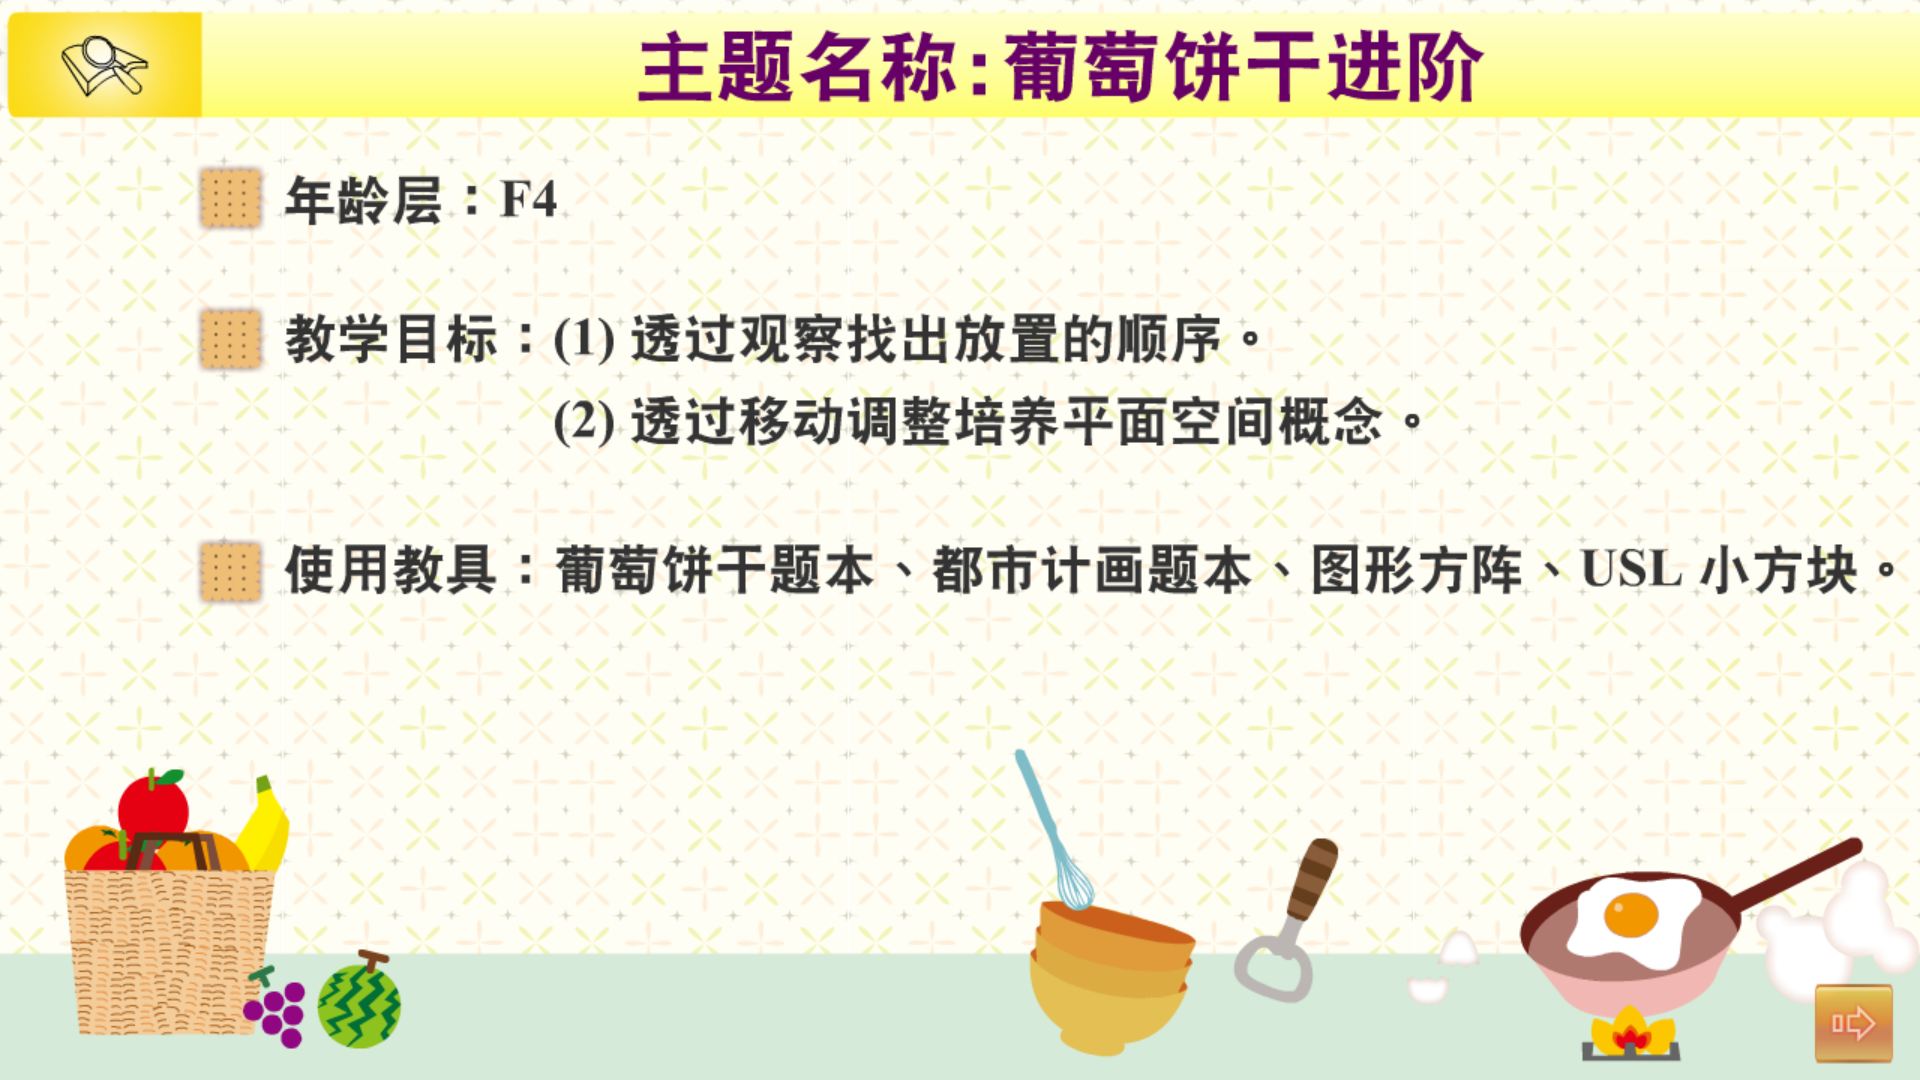 主题名称:葡萄饼干进阶
年龄层：F4
教学目标：(1) 透过观察找出放置的顺序。
(2) 透过移动调整培养平面空间概念。
使用教具：葡萄饼干题本、都市计画题本、图形方阵、USL 小方块。